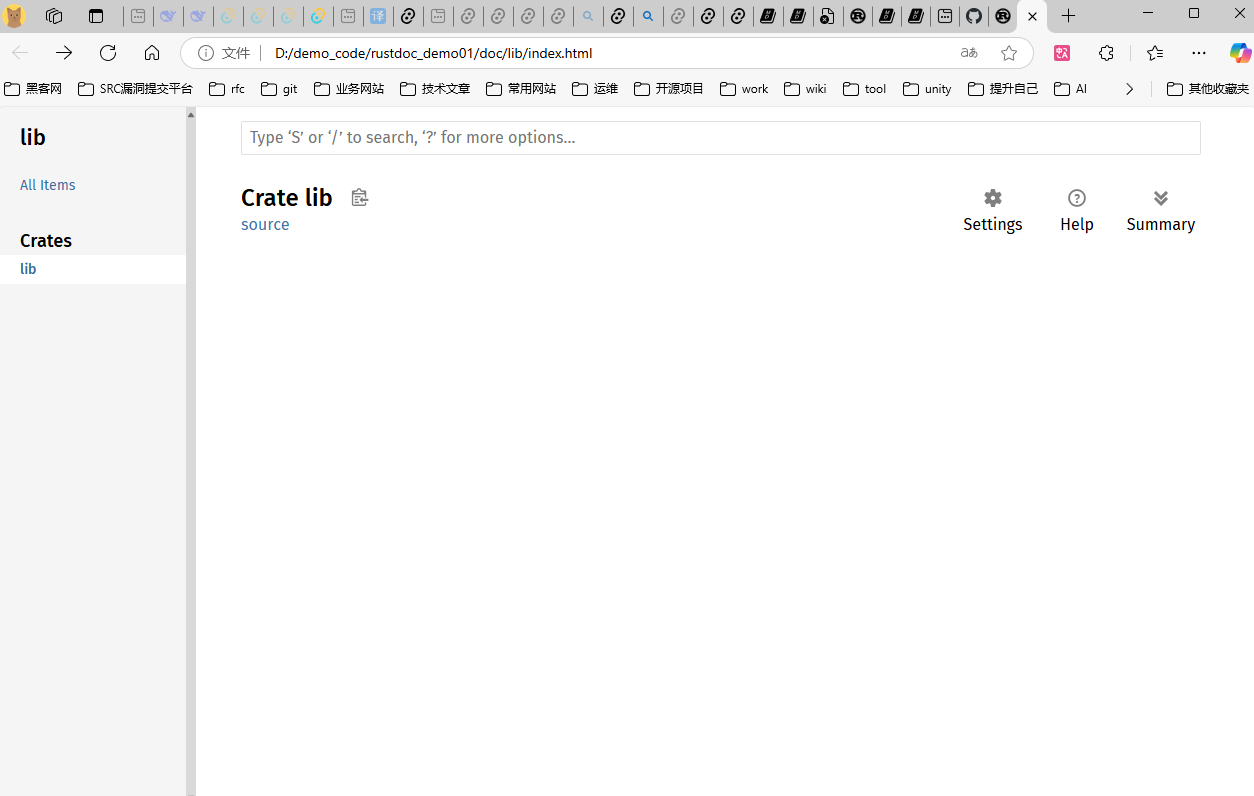 译
文件 D:/demo_code/rustdoc_demo01/doc/lib/index.html aあ
黑客网 SRC漏洞提交平台 rfc git 业务网站 技术文章 常用网站 运维 开源项目 work wiki tool unity 提升自己 AI 其他收藏夹
lib
All Items
Crates
lib
Type ‘S’ or ‘/’ to search, ‘?’ for more options…
Crate lib
source
Settings Help Summary